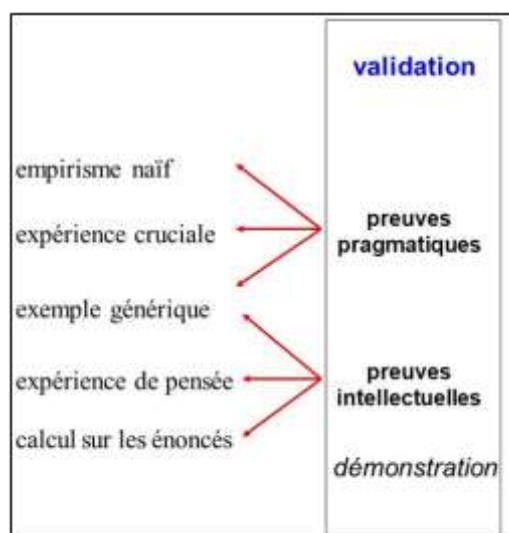 validation
empirisme naïf
expérience cruciale
preuves
pragmatiques
exemple générique
expérience de pensée
preuves
intellectuelles
calcul sur les énoncés
démonstration